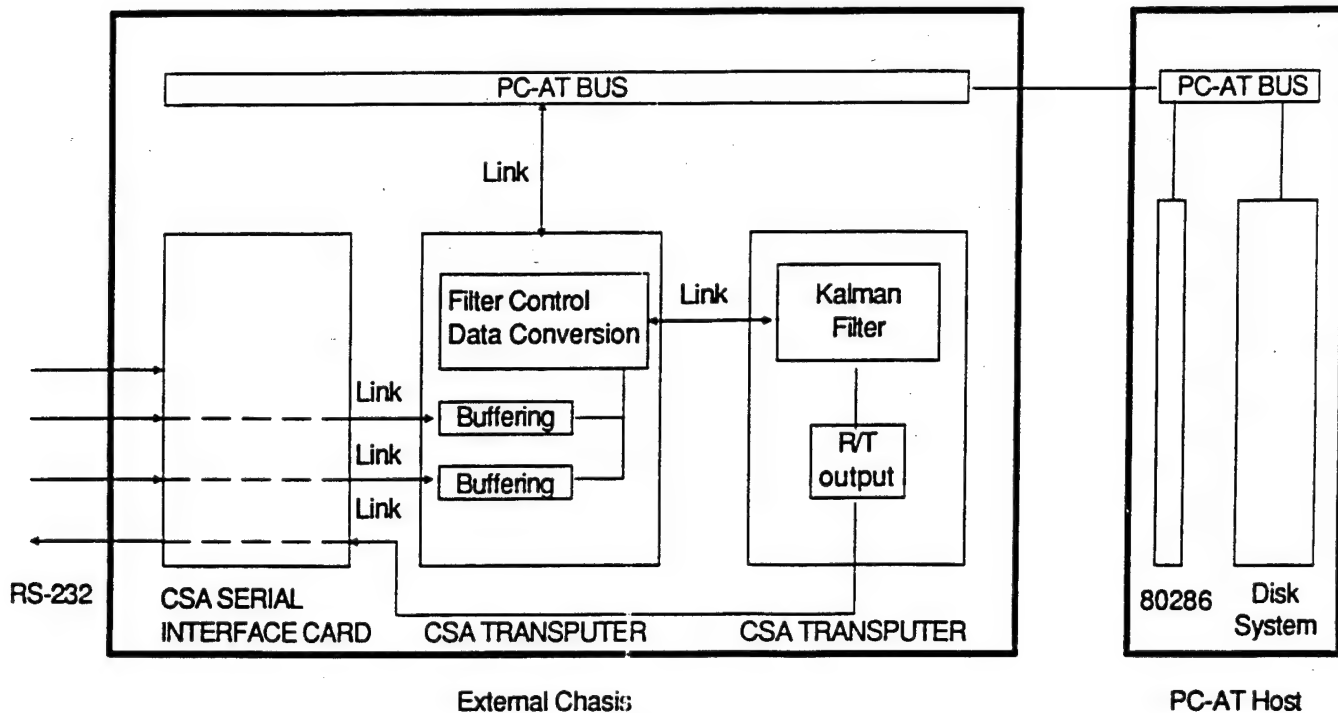 PC-AT BUS
PC-AT BUS
Link
Filter Control
Data Conversion
Link
Kalman
Filter
Link
Buffering
R/T
output
Link
Buffering
Link
RS-232
CSA SERIAL
INTERFACE CARD
CSA TRANSPUTER
CSA TRANSPUTER
80286
Disk
System
External Chasis
PC-AT Host